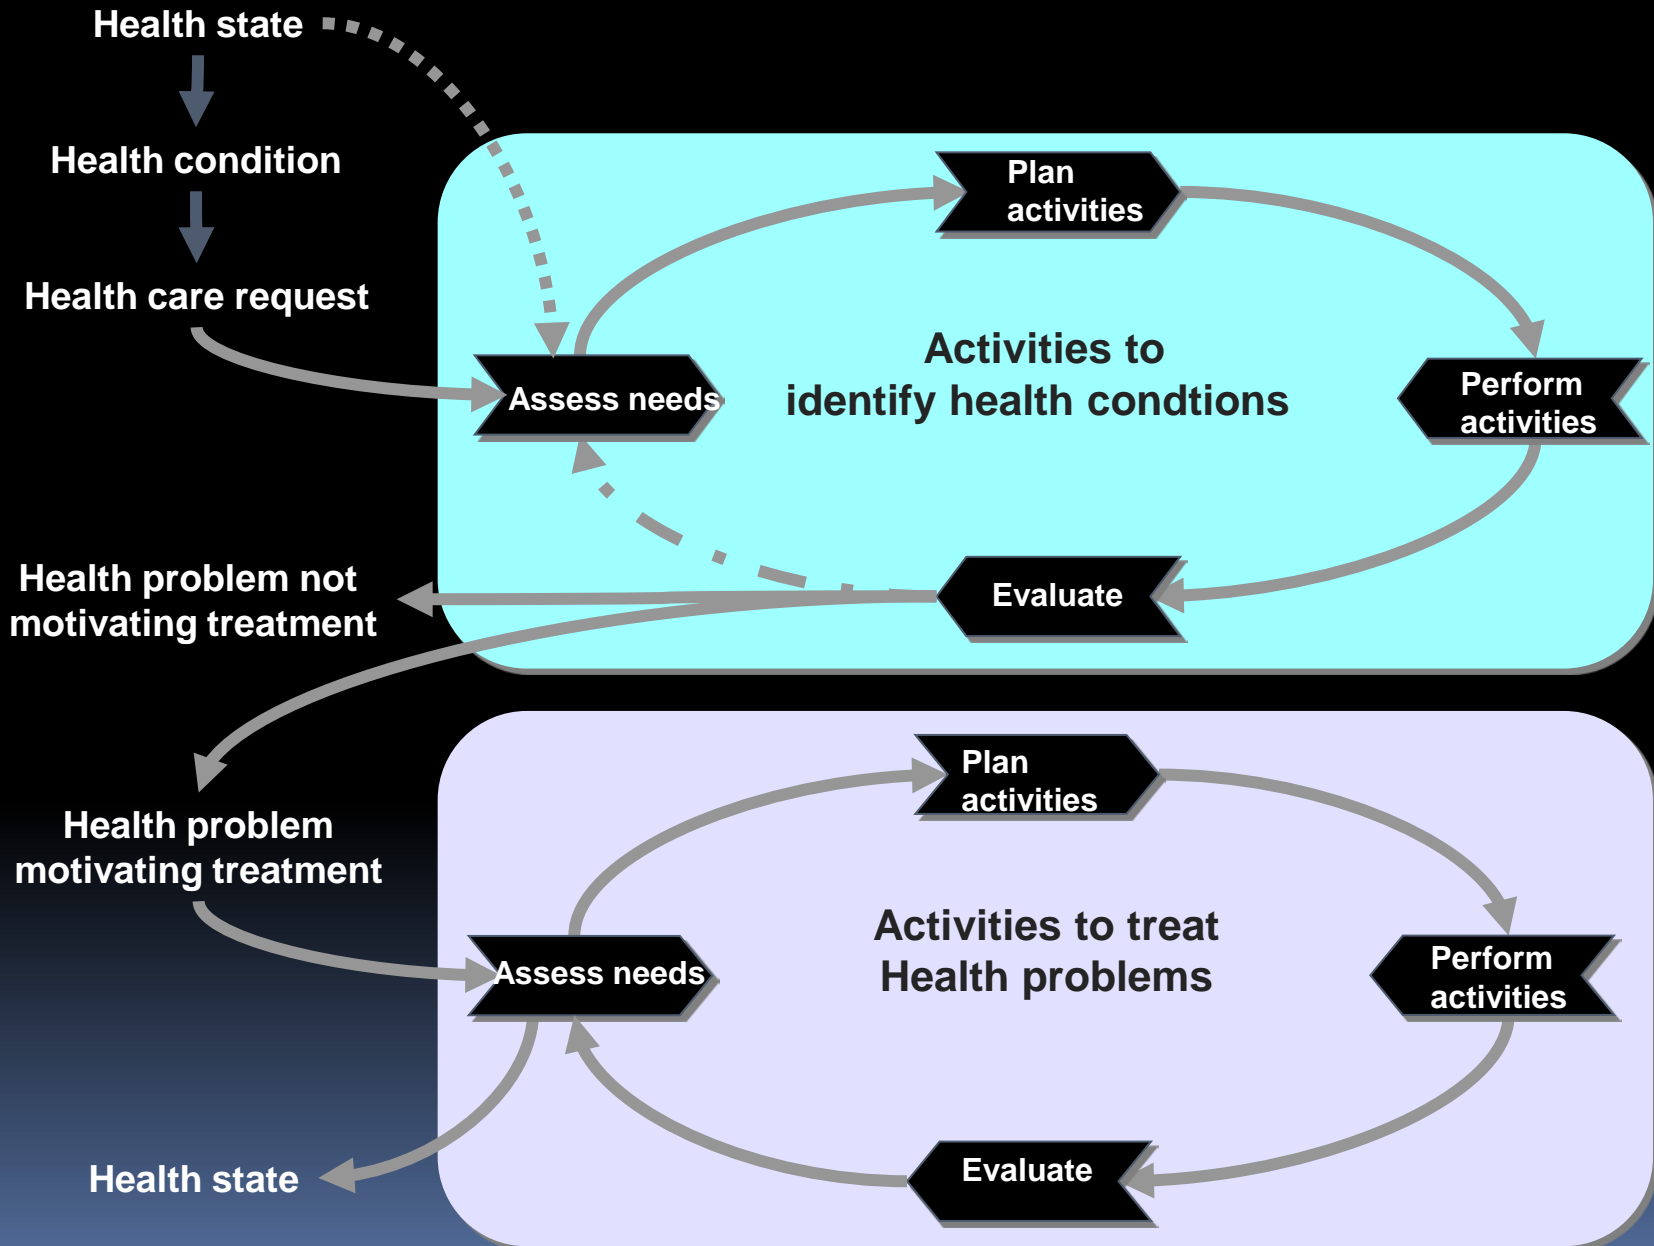 Health state
Health condition
Health care request
Plan
activities
Assess needs
Activities to
identify health condtions
Perform
activities
Evaluate
Health problem not
motivating treatment
Health problem
motivating treatment
Plan
activities
Assess needs
Activities to treat
Health problems
Perform
activities
Evaluate
Health state